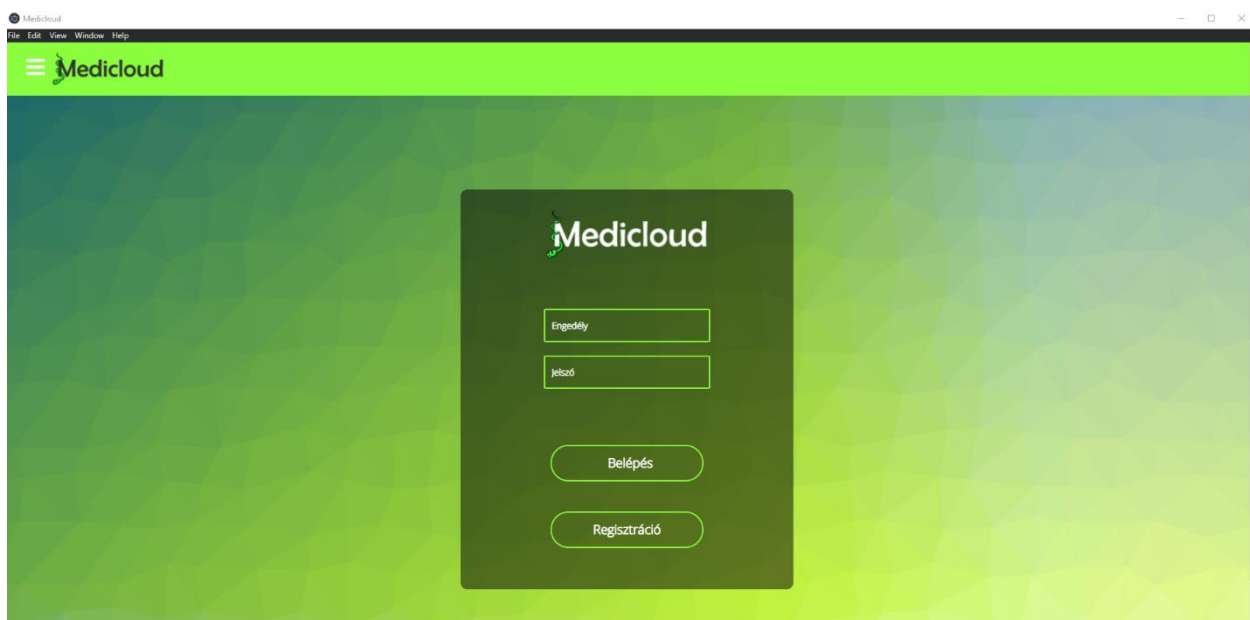 Medicloud
File Edit View Window Help
Medicloud
Medicloud
Engedély
Jelszó
Belépés
Regisztráció